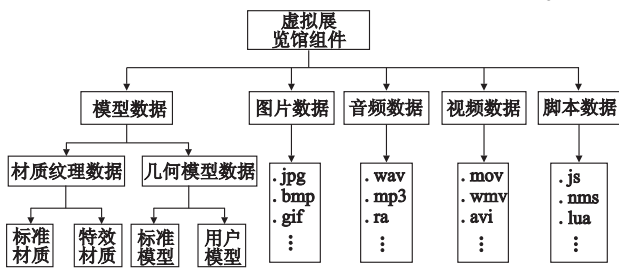 虚拟展
览馆组件
模型数据
图片数据
音频数据
视频数据
脚本数据
材质纹理数据
几何模型数据
标准
材质
特效
材质
标准
模型
用户
模型
.jpg
.bmp
.gif
⋮
.wav
.mp3
.ra
⋮
.mov
.wmv
.avi
⋮
.js
.nms
.lua
⋮